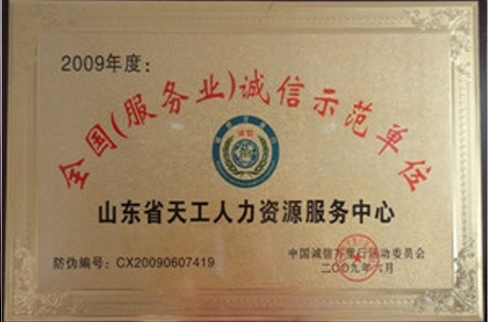 2009年度：
全国(服务业)诚信示范单位
诚信
山东省天工人力资源服务中心
防伪编号：CX20090607419
中国诚信万里行活动委员会
二〇〇九年六月